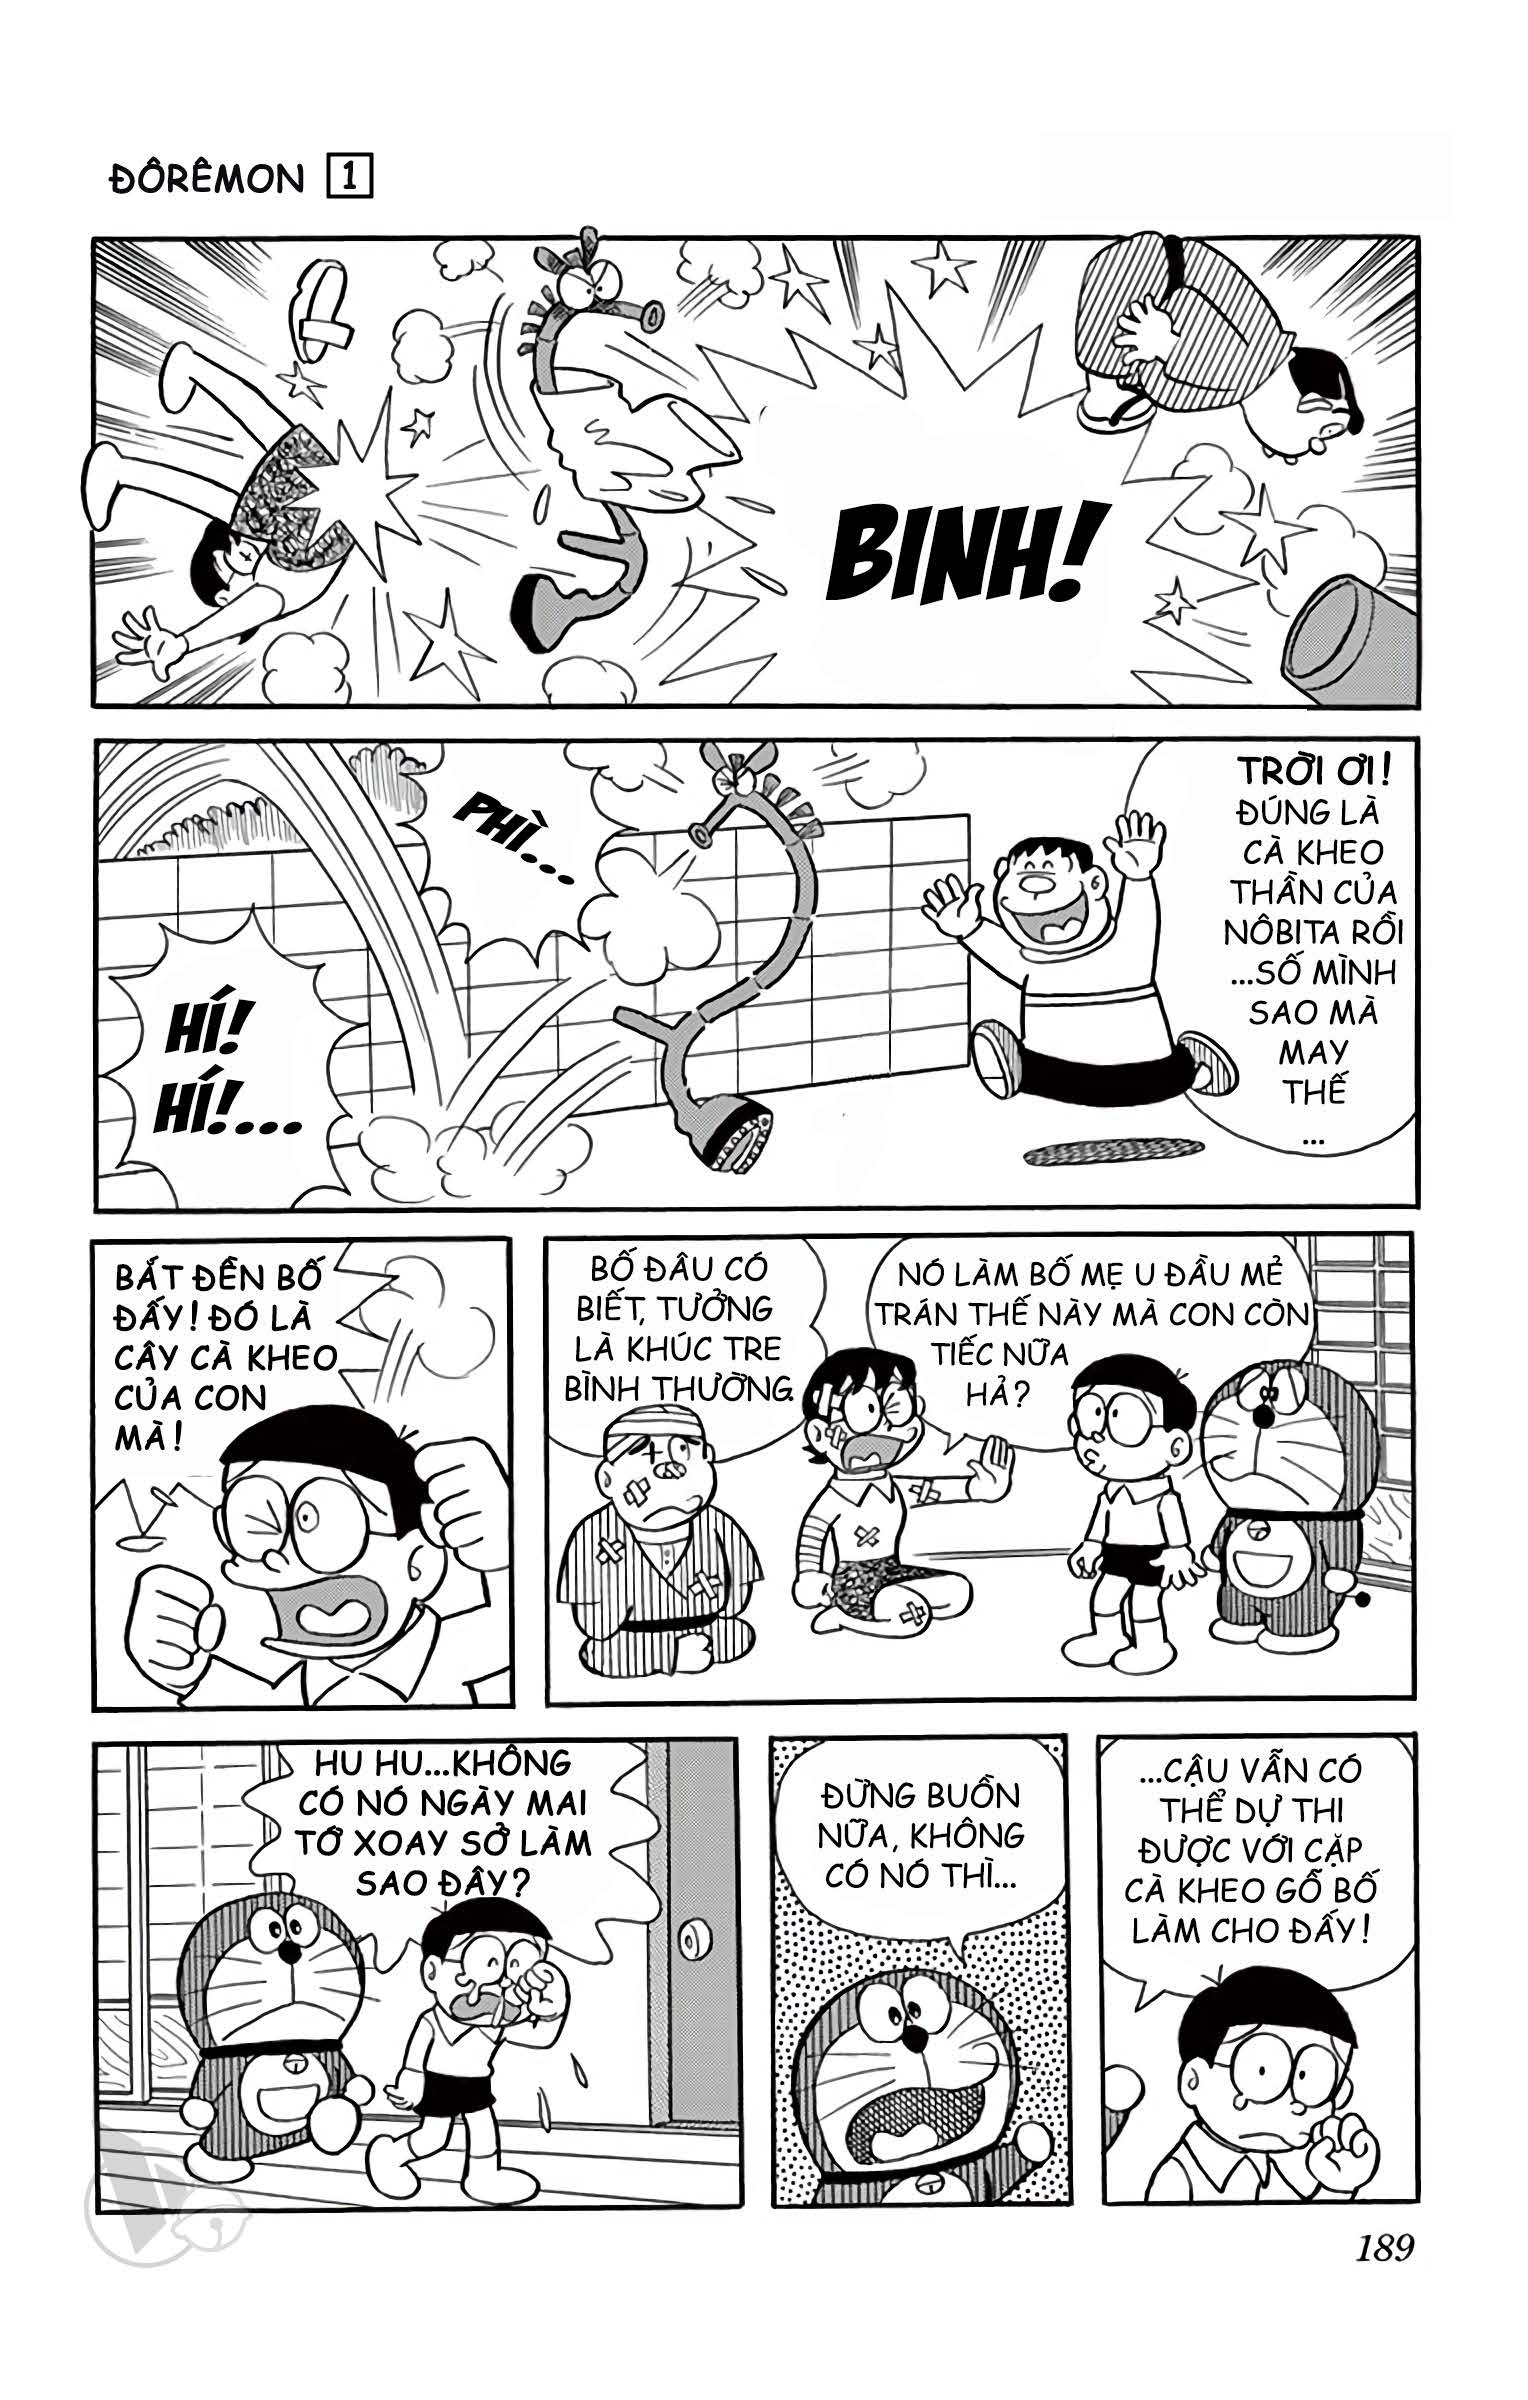 ĐÔRÊMON 1
BINH!
TRỜI ƠI!
ĐÚNG LÀ
CÀ KHEO
THẦN CỦA
NÔBITA RỒI
...SỐ MÌNH
SAO MÀ
MAY
THẾ
...
PHÌ...
HÍ!
HÍ!...
BẮT ĐỀN BỐ
ĐẤY! ĐÓ LÀ
CÂY CÀ KHEO
CỦA CON
MÀ!
BỐ ĐÂU CÓ
BIẾT, TƯỞNG
LÀ KHÚC TRE
BÌNH THƯỜNG.
NÓ LÀM BỐ MẸ U ĐẦU MẺ
TRÁN THẾ NÀY MÀ CON CÒN
TIẾC NỮA
HẢ?
HU HU...KHÔNG
CÓ NÓ NGÀY MAI
TỚ XOAY SỞ LÀM
SAO ĐÂY?
ĐỪNG BUỒN
NỮA, KHÔNG
CÓ NÓ THÌ...
...CẬU VẪN CÓ
THỂ DỰ THI
ĐƯỢC VỚI CẶP
CÀ KHEO GỖ BỐ
LÀM CHO ĐẤY!
189